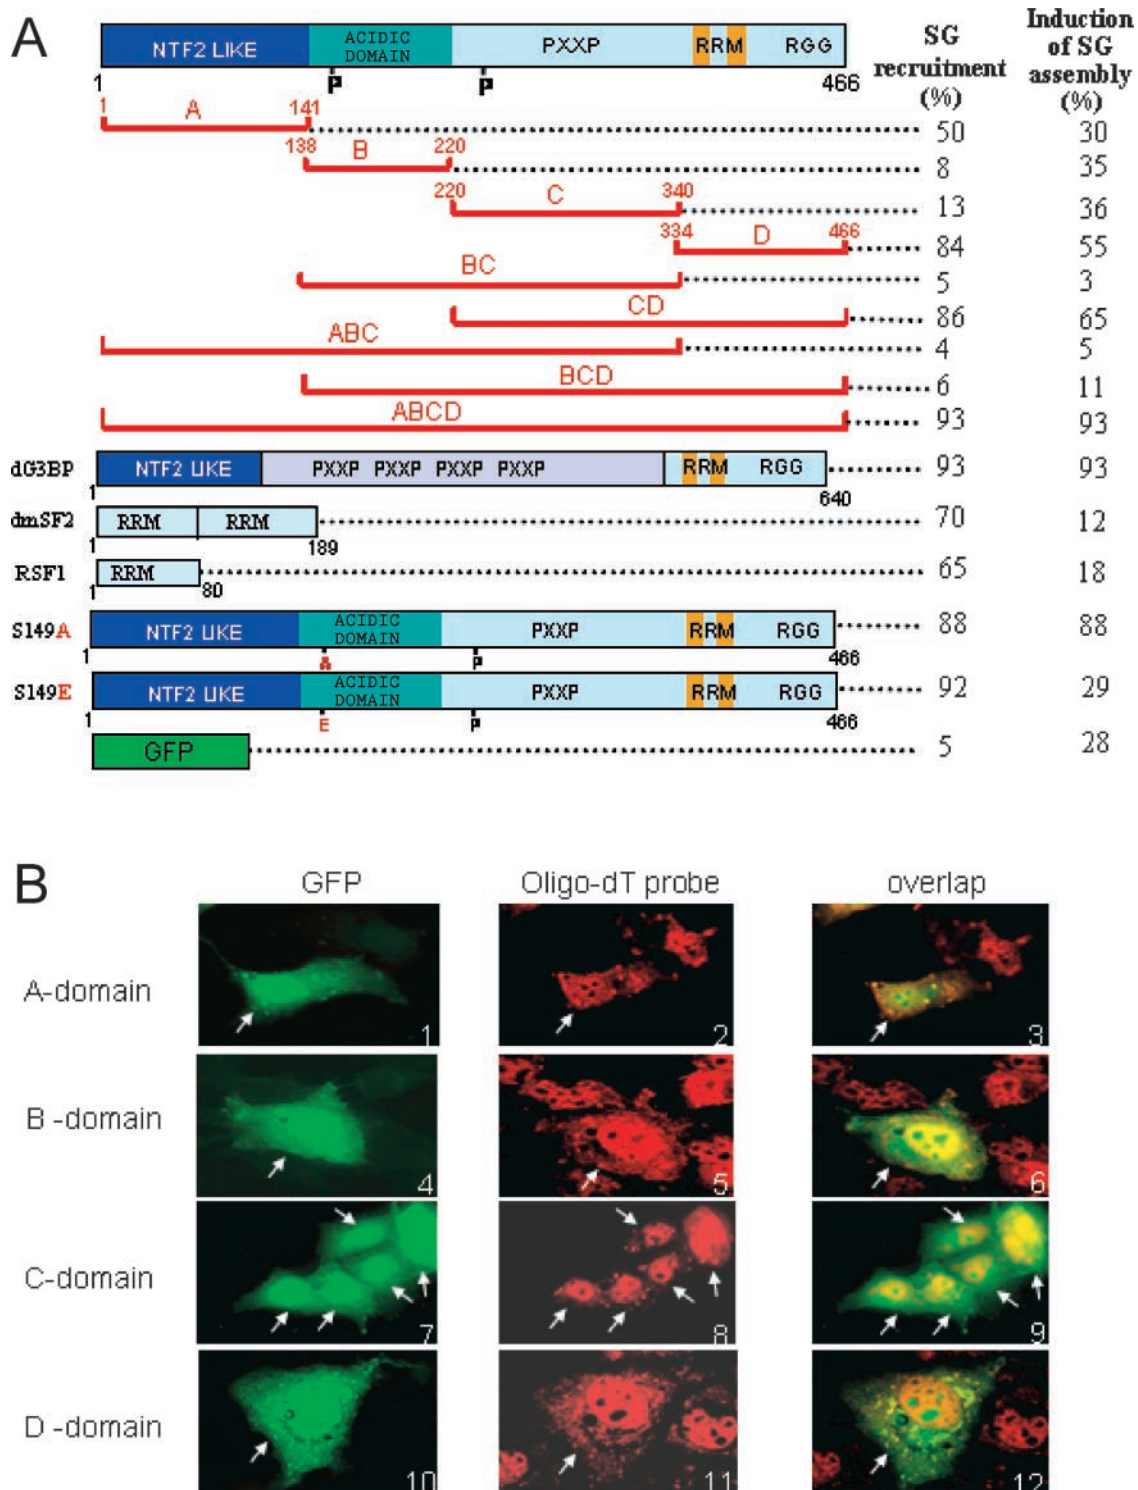 A
NTF2 LIKE ACIDIC DOMAIN PXXP RRM RGG
SG recruitment (%)
Induction of SG assembly (%)
1 P P 466
1 A 141 50 30
138 B 220 8 35
220 C 340 13 36
334 D 466 84 55
BC 5 3
CD 86 65
ABC 4 5
BCD 6 11
ABCD 93 93
dG3BP NTF2 LIKE PXXP PXXP PXXP PXXP RRM RGG 93 93
1 640
dmSF2 RRM RRM 70 12
1 189
RSF1 RRM 65 18
1 80
S149A NTF2 LIKE ACIDIC DOMAIN PXXP RRM RGG 88 88
1 A P 466
S149E NTF2 LIKE ACIDIC DOMAIN PXXP RRM RGG 92 29
1 E P 466
GFP 5 28
B
GFP Oligo-dT probe overlap
A-domain 1 2 3
B -domain 4 5 6
C-domain 7 8 9
D -domain 10 11 12